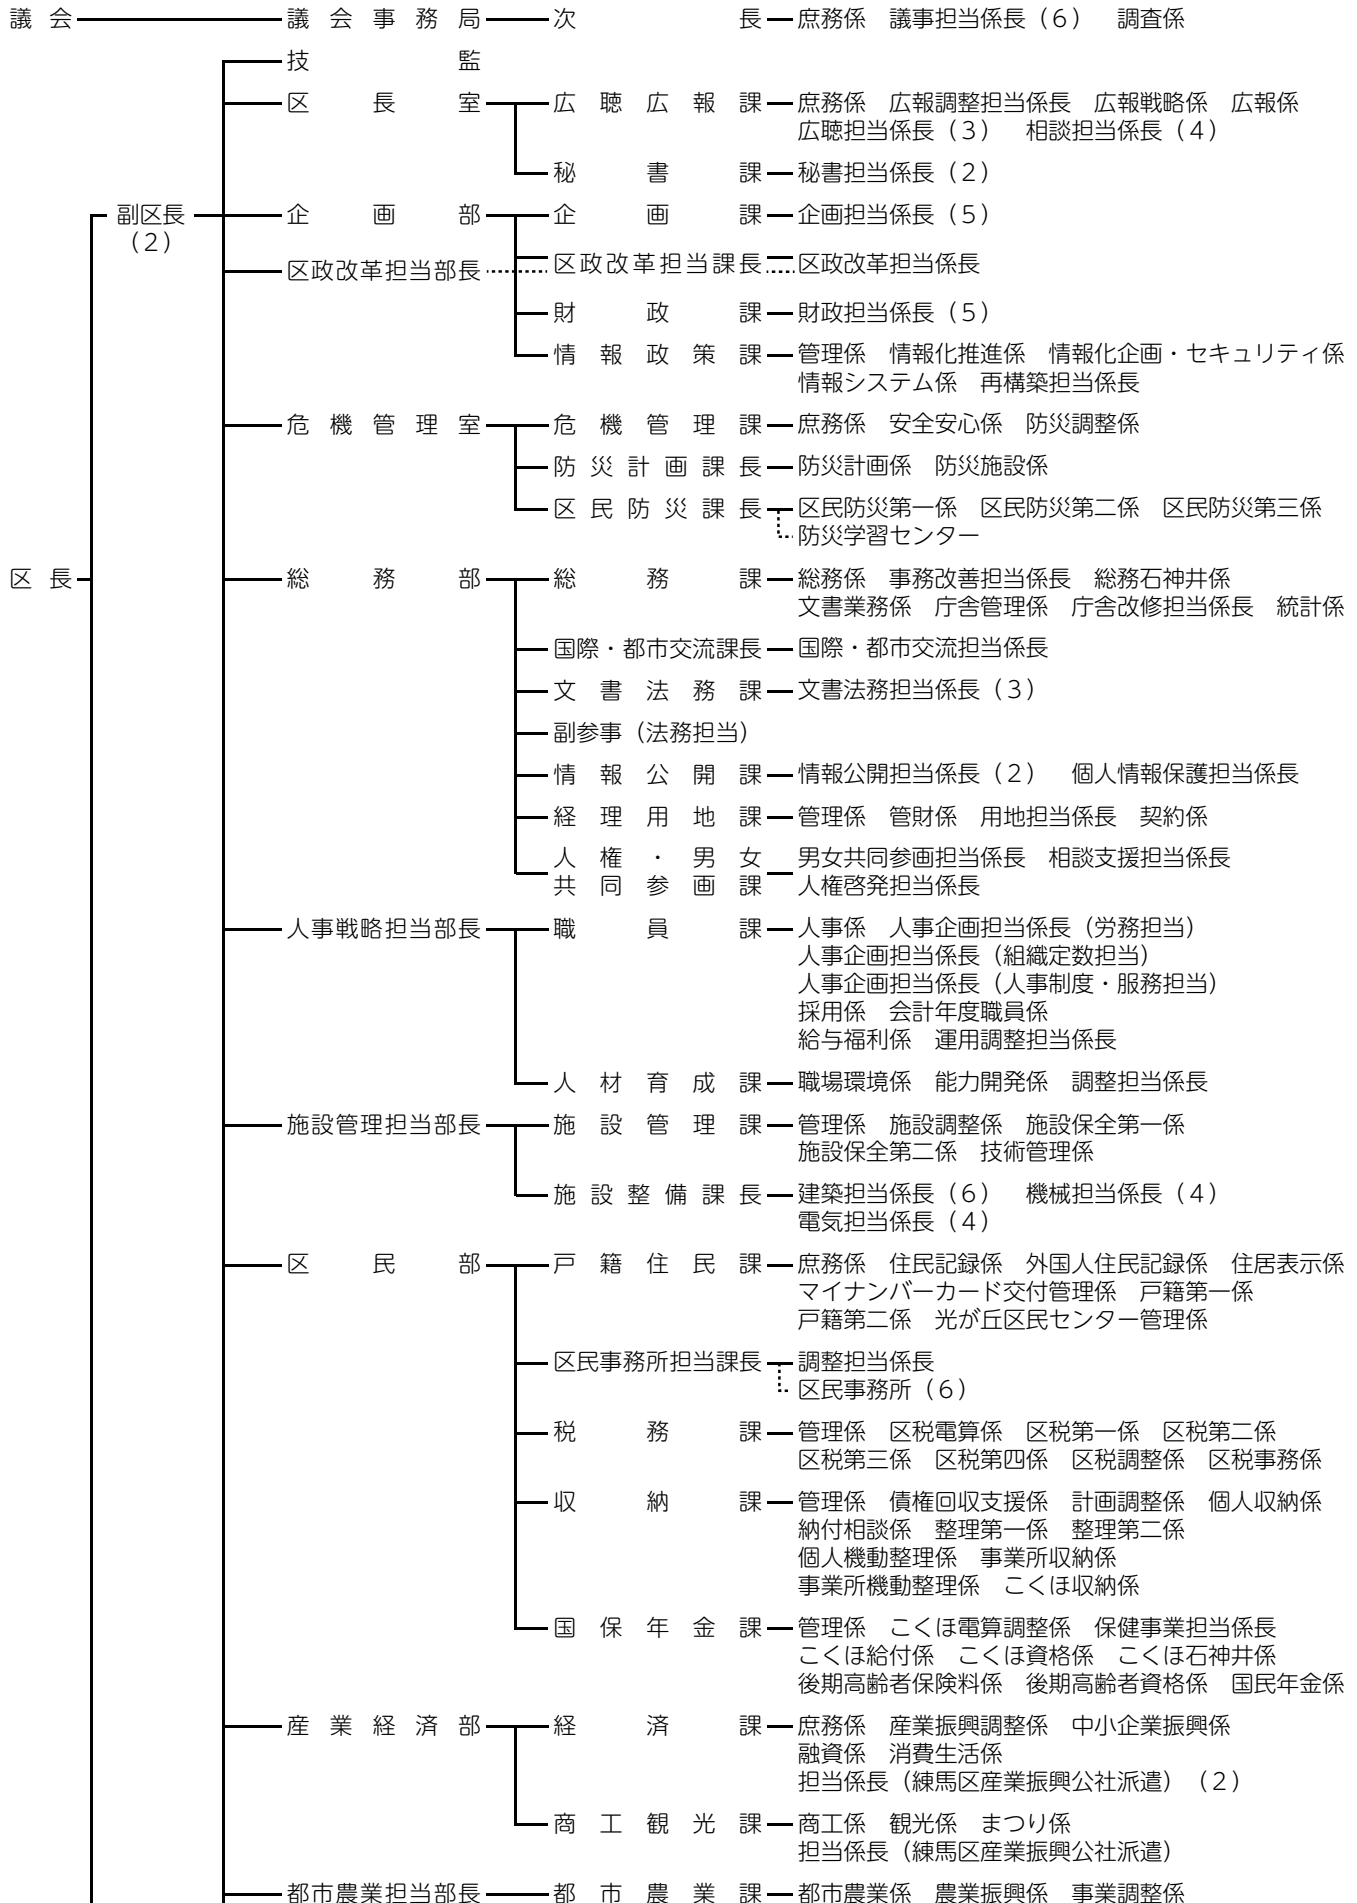 議会 議会事務局 次長 庶務係 議事担当係長（６） 調査係
技監
区長室 広聴広報課 庶務係 広報調整担当係長 広報戦略係 広報係
広聴担当係長（３） 相談担当係長（４）
秘書課 秘書担当係長（２）
副区長 企画部 企画課 企画担当係長（５）
（２）
区政改革担当部長 区政改革担当課長 区政改革担当係長
財政課 財政担当係長（５）
情報政策課 管理係 情報化推進係 情報化企画・セキュリティ係
情報システム係 再構築担当係長
危機管理室 危機管理課 庶務係 安全安心係 防災調整係
防災計画課長 防災計画係 防災施設係
区民防災課長 区民防災第一係 区民防災第二係 区民防災第三係
防災学習センター
区長 総務部 総務課 総務係 事務改善担当係長 総務石神井係
文書業務係 庁舎管理係 庁舎改修担当係長 統計係
国際・都市交流課長 国際・都市交流担当係長
文書法務課 文書法務担当係長（３）
副参事（法務担当）
情報公開課 情報公開担当係長（２） 個人情報保護担当係長
経理用地課 管理係 管財係 用地担当係長 契約係
人権・男女 男女共同参画担当係長 相談支援担当係長
共同参画課 人権啓発担当係長
人事戦略担当部長 職員課 人事係 人事企画担当係長（労務担当）
人事企画担当係長（組織定数担当）
人事企画担当係長（人事制度・服務担当）
採用係 会計年度職員係
給与福利係 運用調整担当係長
人材育成課 職場環境係 能力開発係 調整担当係長
施設管理担当部長 施設管理課 管理係 施設調整係 施設保全第一係
施設保全第二係 技術管理係
施設整備課長 建築担当係長（６） 機械担当係長（４）
電気担当係長（４）
区民部 戸籍住民課 庶務係 住民記録係 外国人住民記録係 住居表示係
マイナンバーカード交付管理係 戸籍第一係
戸籍第二係 光が丘区民センター管理係
区民事務所担当課長 調整担当係長
区民事務所（６）
税務課 管理係 区税電算係 区税第一係 区税第二係
区税第三係 区税第四係 区税調整係 区税事務係
収納課 管理係 債権回収支援係 計画調整係 個人収納係
納付相談係 整理第一係 整理第二係
個人機動整理係 事業所収納係
事業所機動整理係 こくほ収納係
国保年金課 管理係 こくほ電算調整係 保健事業担当係長
こくほ給付係 こくほ資格係 こくほ石神井係
後期高齢者保険料係 後期高齢者資格係 国民年金係
産業経済部 経済課 庶務係 産業振興調整係 中小企業振興係
融資係 消費生活係
担当係長（練馬区産業振興公社派遣）（２）
商工観光課 商工係 観光係 まつり係
担当係長（練馬区産業振興公社派遣）
都市農業担当部長 都市農業課 都市農業係 農業振興係 事業調整係